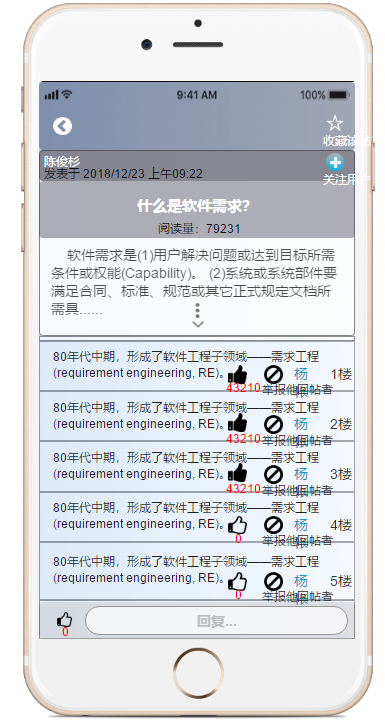 9:41 AM
100%
收藏该帖
陈俊杉
发表于 2018/12/23 上午09:22
关注用户
什么是软件需求?
阅读量：79231
软件需求是(1)用户解决问题或达到目标所需
条件或权能(Capability)。 (2)系统或系统部件要
满足合同、标准、规范或其它正式规定文档所
需具......
80年代中期，形成了软件工程子领域——需求工程
(requirement engineering, RE)。
43210
举报他
回帖者
杨
1楼
80年代中期，形成了软件工程子领域——需求工程
(requirement engineering, RE)。
43210
举报他
回帖者
杨
2楼
80年代中期，形成了软件工程子领域——需求工程
(requirement engineering, RE)。
43210
举报他
回帖者
杨
3楼
80年代中期，形成了软件工程子领域——需求工程
(requirement engineering, RE)。
0
举报他
回帖者
杨
4楼
80年代中期，形成了软件工程子领域——需求工程
(requirement engineering, RE)。
0
举报他
回帖者
杨
5楼
0
回复...